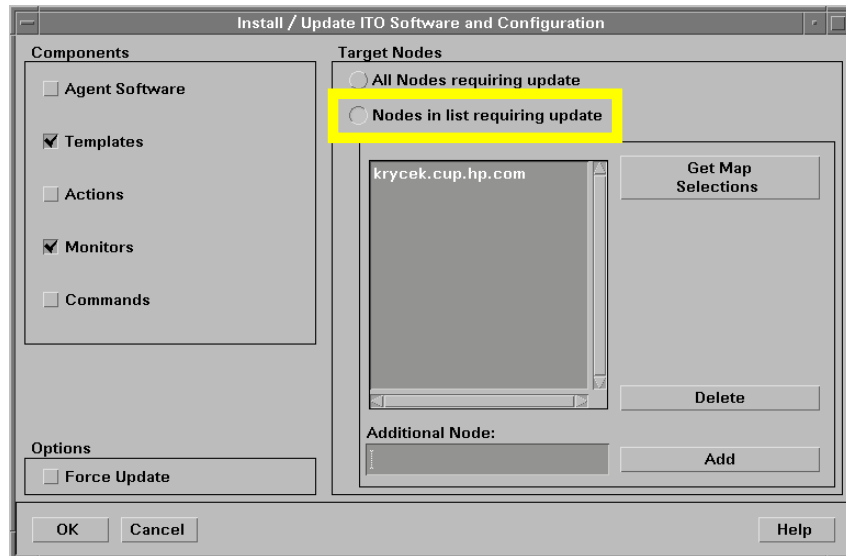 Install / Update ITO Software and Configuration
Components
Agent Software
Templates
Actions
Monitors
Commands
Options
Force Update
Target Nodes
All Nodes requiring update
Nodes in list requiring update
krycek.cup.hp.com
Get Map
Selections
Delete
Additional Node:
Add
OK
Cancel
Help